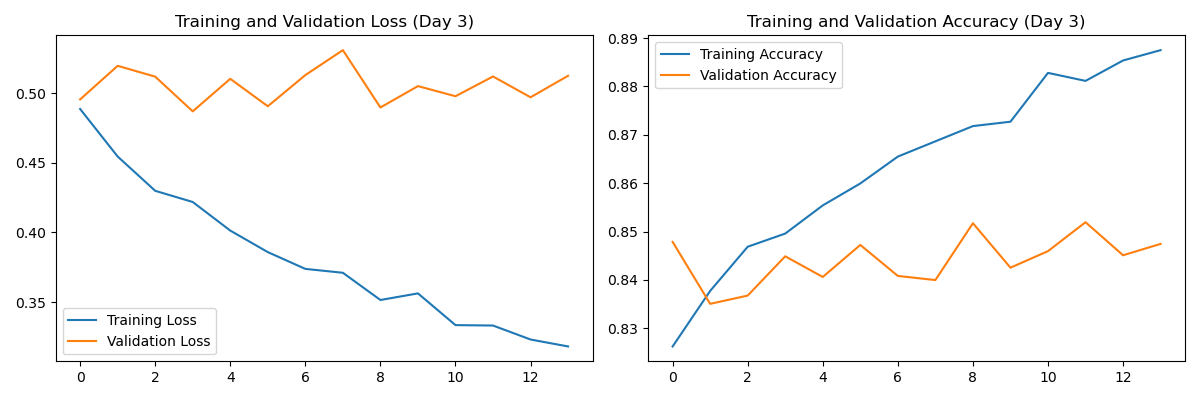 Training and Validation Loss (Day 3)
0.50
0.45
0.40
0.35
Training Loss
Validation Loss
0 2 4 6 8 10 12
Training and Validation Accuracy (Day 3)
0.89
0.88
0.87
0.86
0.85
0.84
0.83
Training Accuracy
Validation Accuracy
0 2 4 6 8 10 12